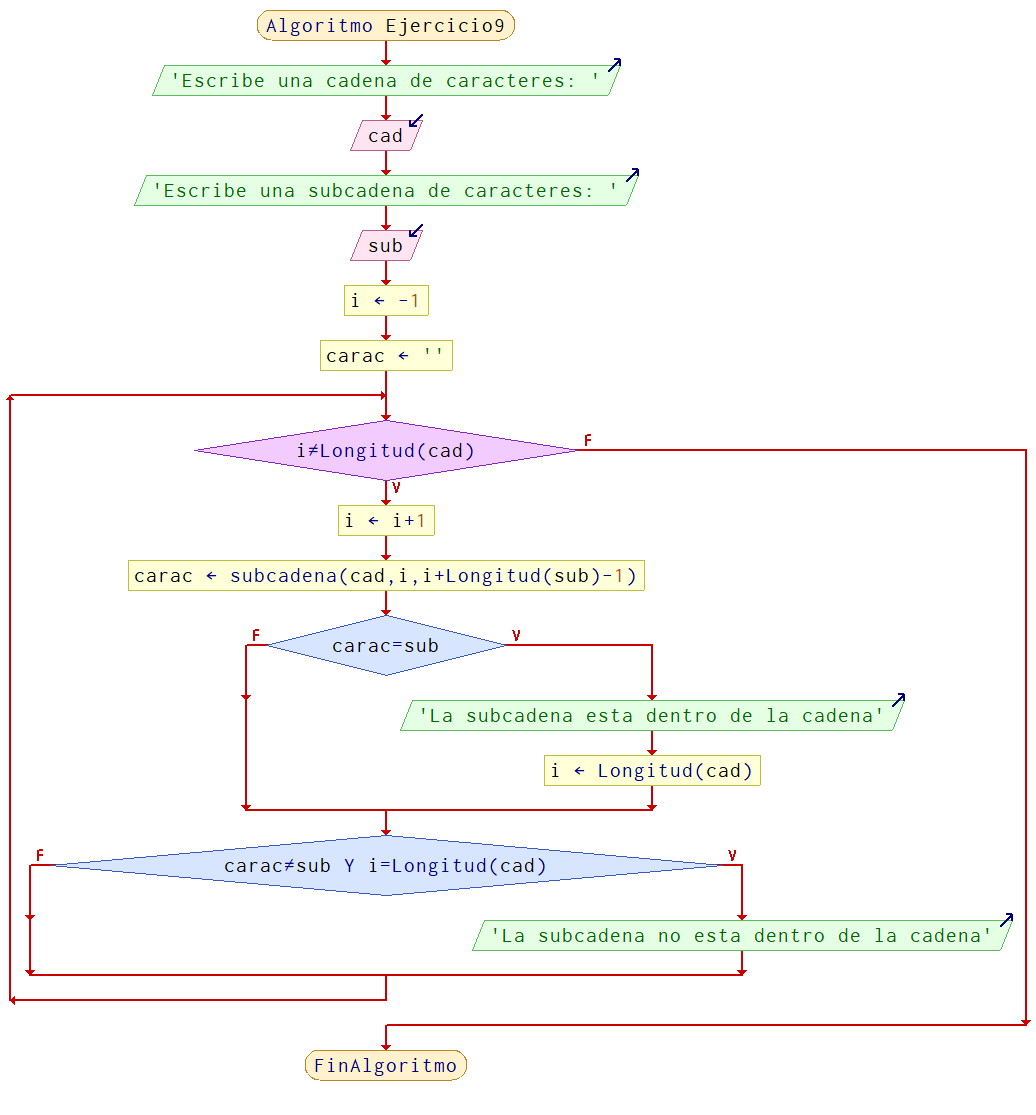 Algoritmo Ejercicio9
'Escribe una cadena de caracteres: '
cad
'Escribe una subcadena de caracteres: '
sub
i ← -1
carac ← ''
i≠Longitud(cad)
F
V
i ← i+1
carac ← subcadena(cad,i,i+Longitud(sub)-1)
F
carac=sub
V
'La subcadena esta dentro de la cadena'
i ← Longitud(cad)
F
carac≠sub Y i=Longitud(cad)
V
'La subcadena no esta dentro de la cadena'
FinAlgoritmo